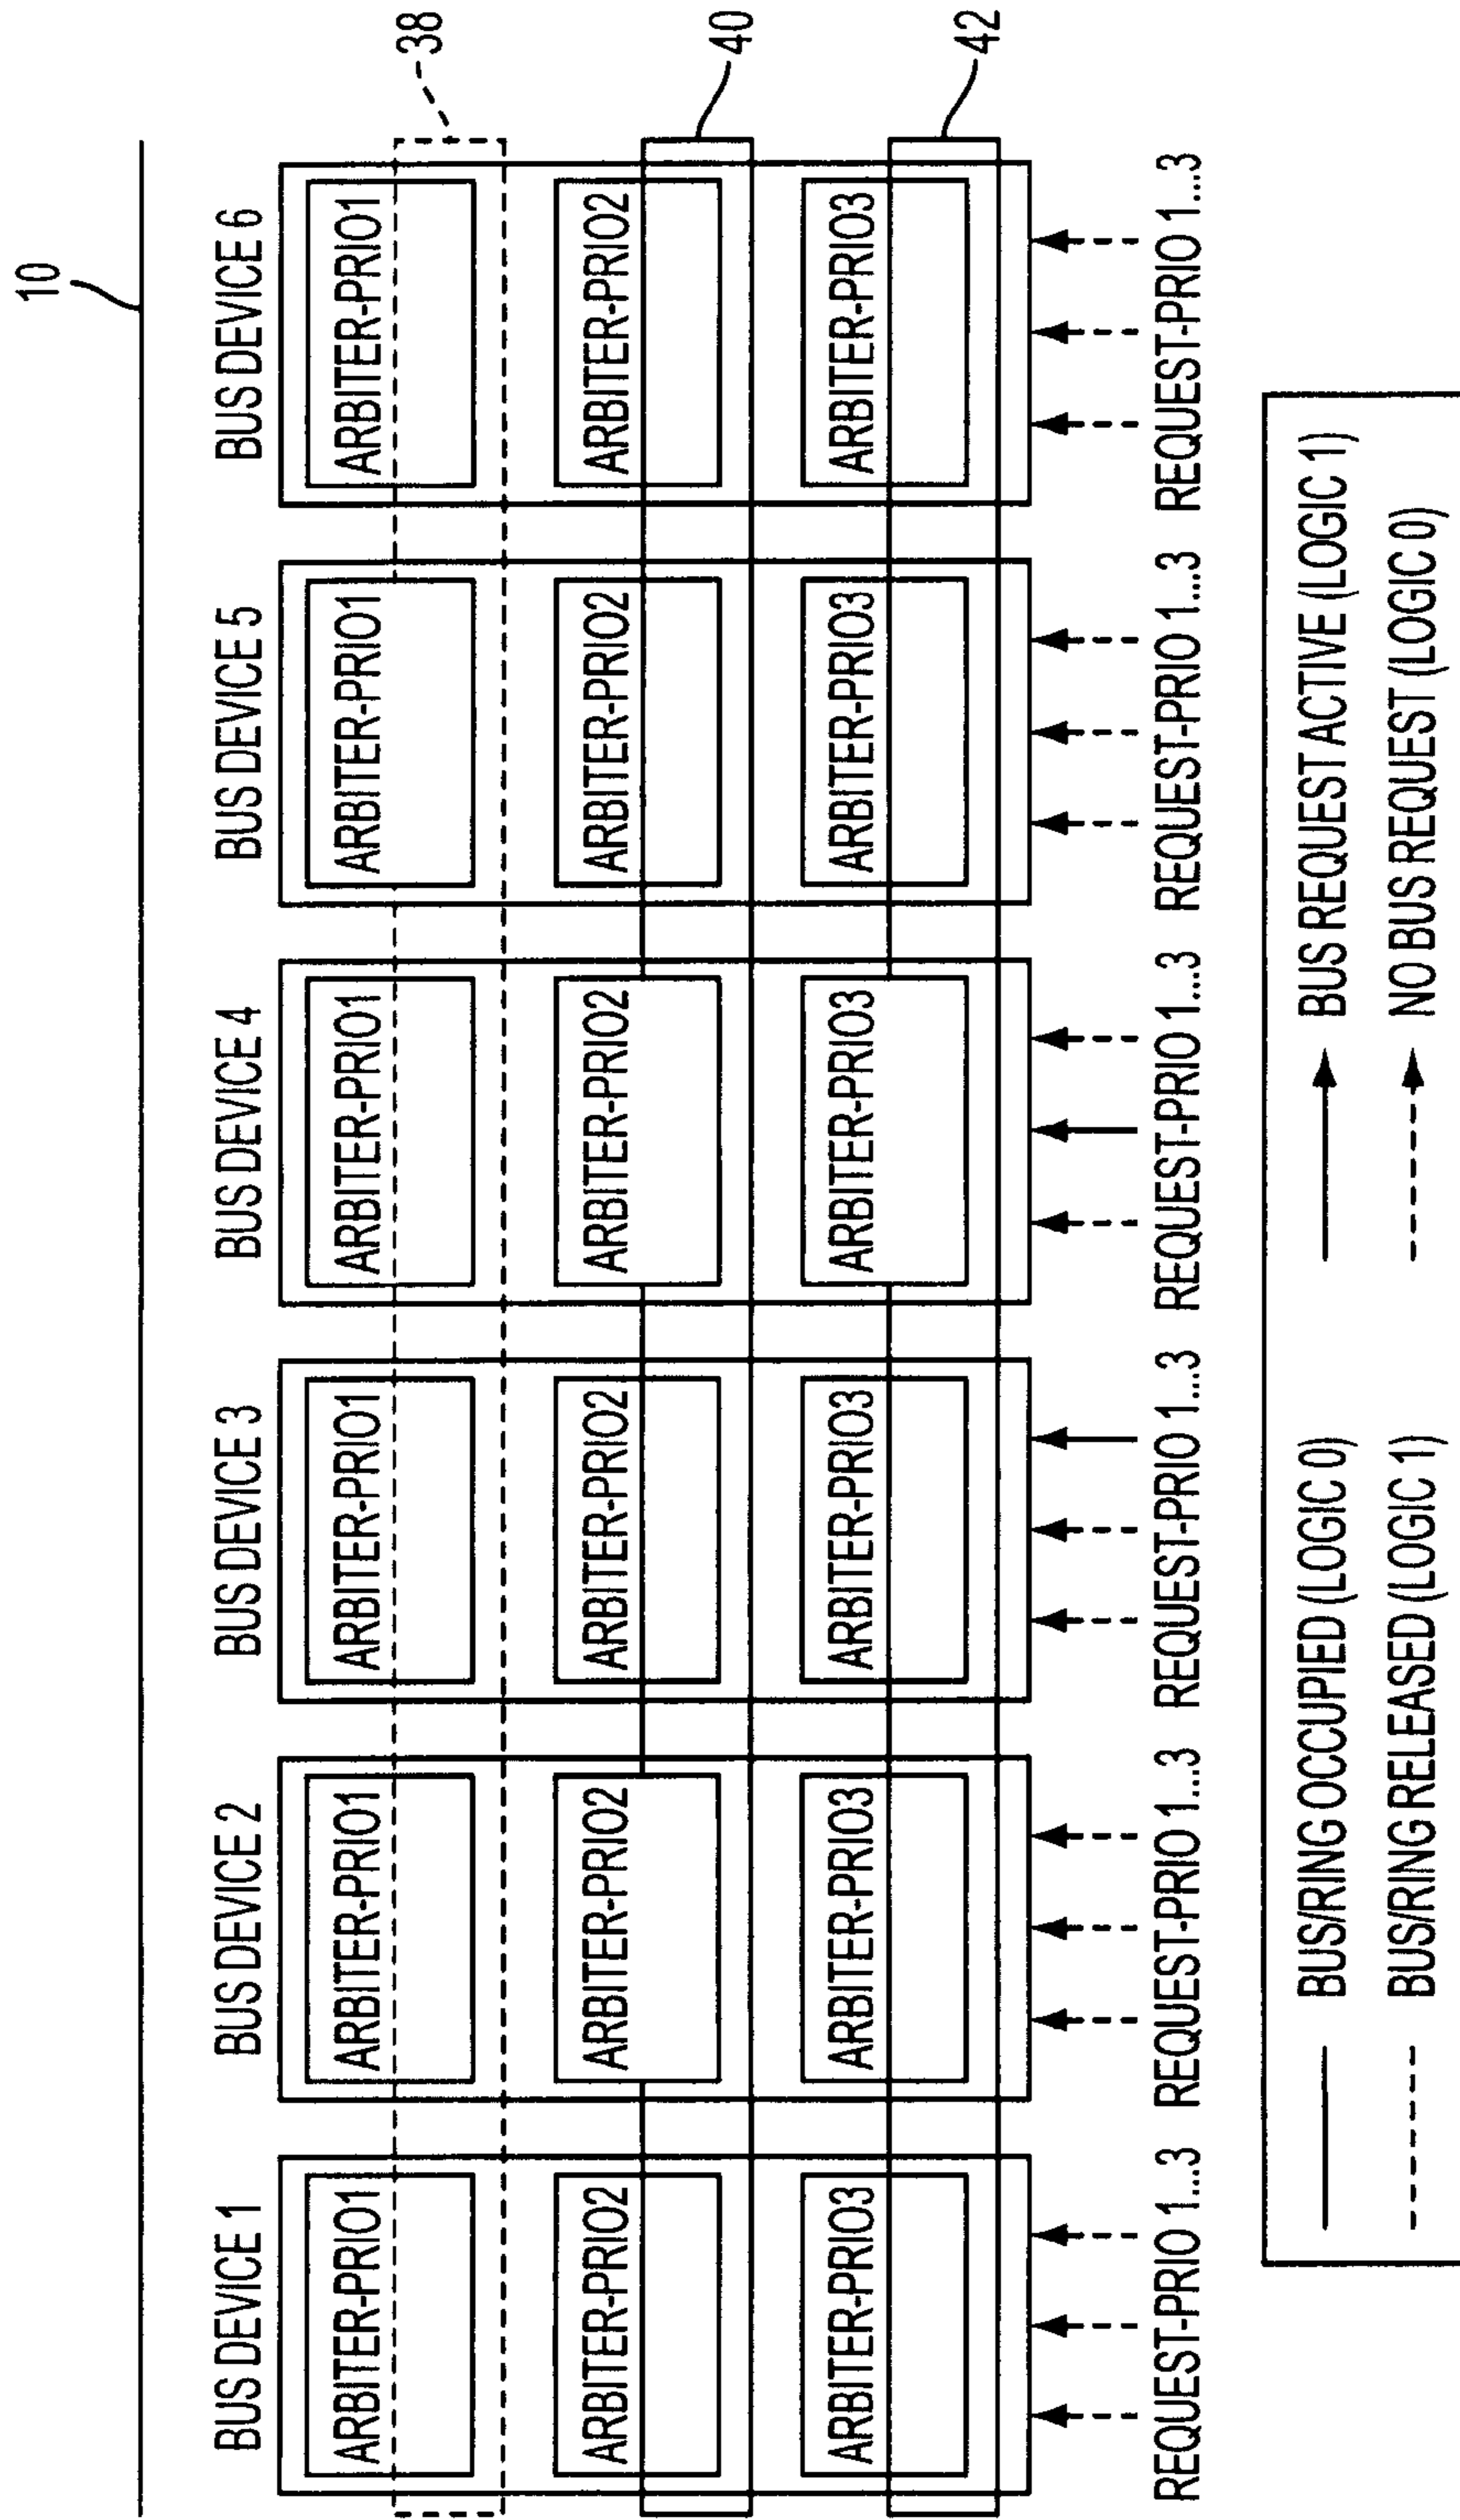 10
BUS DEVICE 1
BUS DEVICE 2
BUS DEVICE 3
BUS DEVICE 4
BUS DEVICE 5
BUS DEVICE 6
ARBITER-PRIO1
ARBITER-PRIO1
ARBITER-PRIO1
ARBITER-PRIO1
ARBITER-PRIO1
ARBITER-PRIO1
38
ARBITER-PRIO2
ARBITER-PRIO2
ARBITER-PRIO2
ARBITER-PRIO2
ARBITER-PRIO2
ARBITER-PRIO2
40
ARBITER-PRIO3
ARBITER-PRIO3
ARBITER-PRIO3
ARBITER-PRIO3
ARBITER-PRIO3
ARBITER-PRIO3
42
REQUEST-PRIO 1...3
REQUEST-PRIO 1...3
REQUEST-PRIO 1...3
REQUEST-PRIO 1...3
REQUEST-PRIO 1...3
REQUEST-PRIO 1...3
BUS/RING OCCUPIED (LOGIC 0)
BUS REQUEST ACTIVE (LOGIC 1)
BUS/RING RELEASED (LOGIC 1)
NO BUS REQUEST (LOGIC 0)